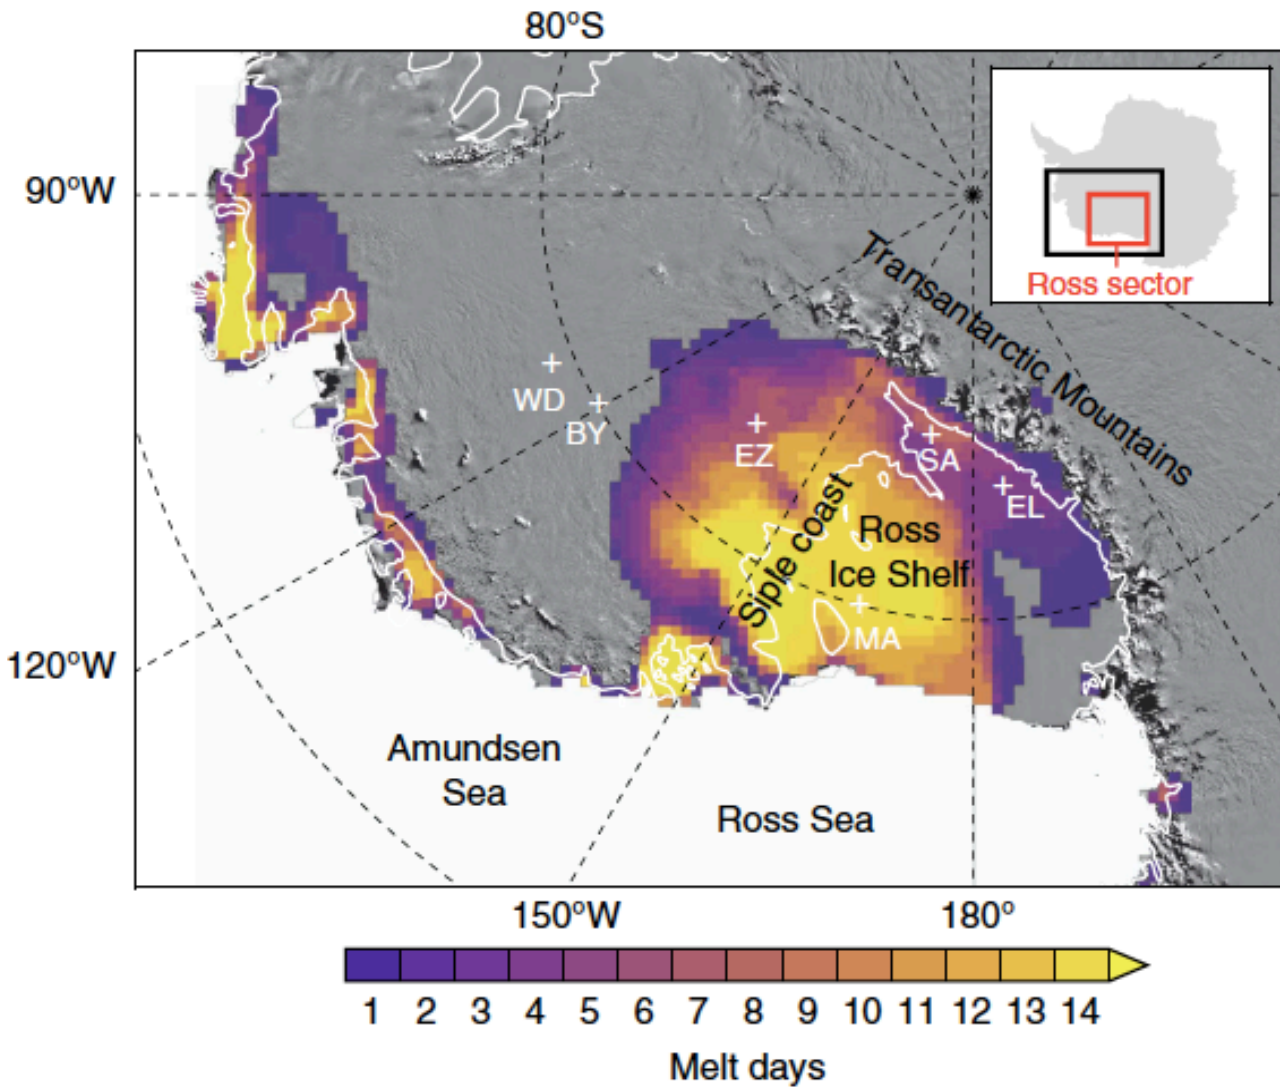 80°S
90°W
Ross sector
Transantarctic Mountains
WD
BY
EZ
SA
EL
Siple coast
Ross
Ice Shelf
MA
120°W
Amundsen
Sea
Ross Sea
150°W
180°
1 2 3 4 5 6 7 8 9 10 11 12 13 14
Melt days